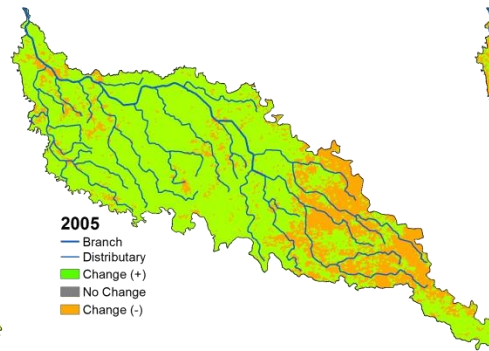 2005
Branch
Distributary
Change (+)
No Change
Change (-)